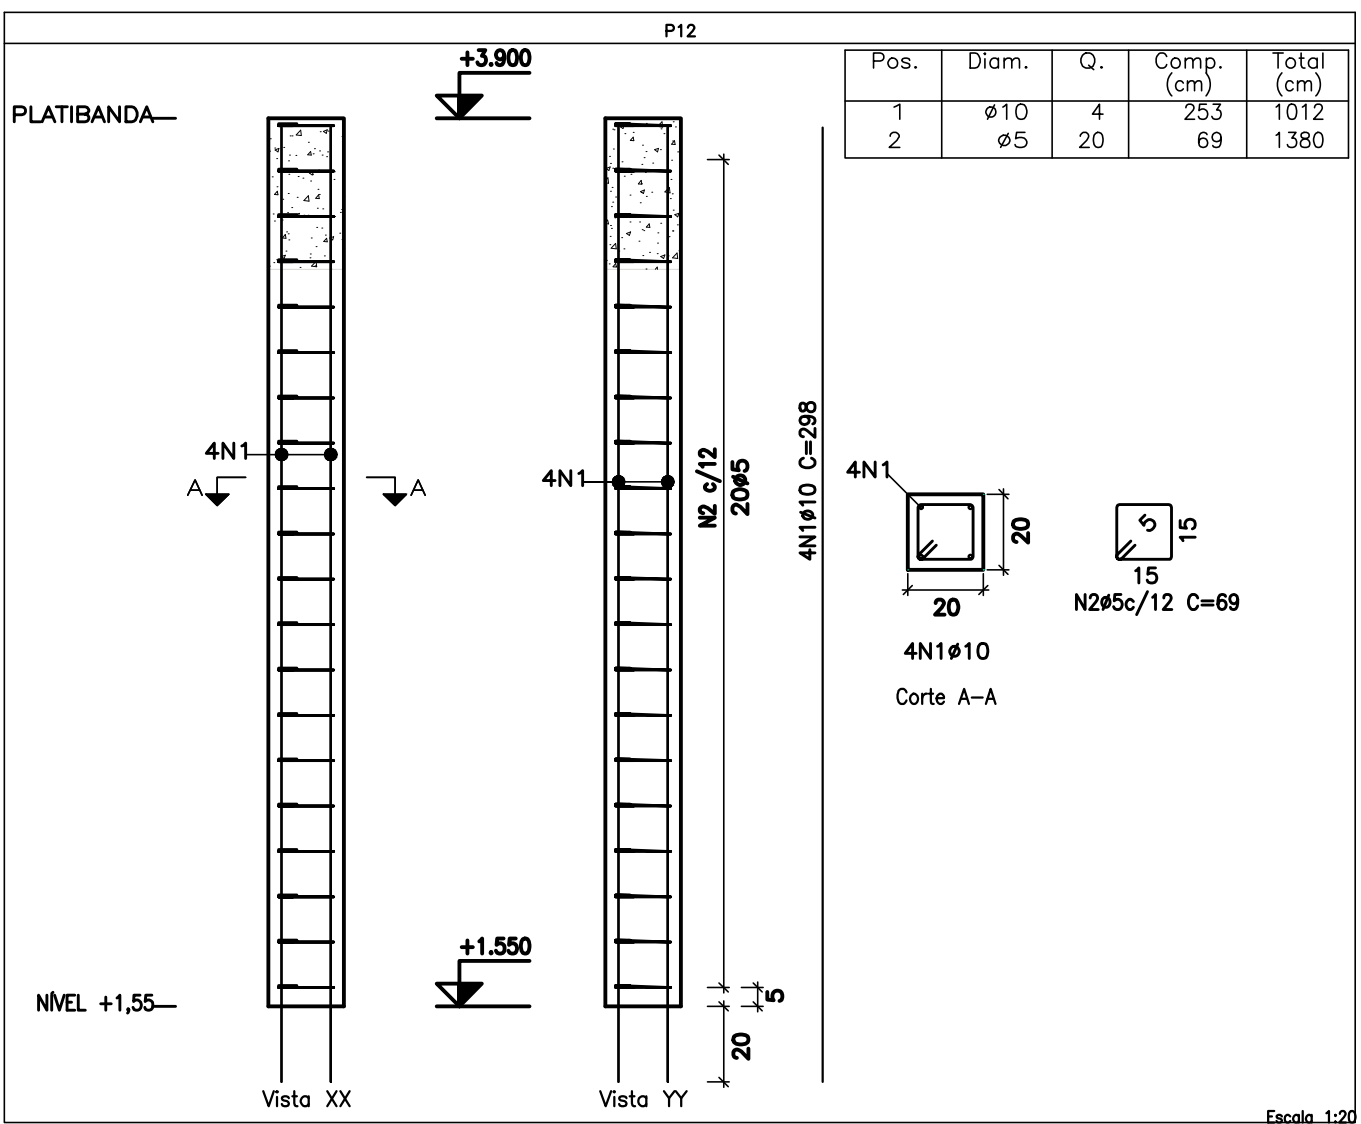 P12
+3.900
PLATIBANDA
Pos. Diam. Q. Comp. (cm) Total (cm)
1 ø10 4 253 1012
2 ø5 20 69 1380
4N1
A A
4N1
N2 c/12
20ø5
4N1ø10 C=298
4N1
20
20
4N1ø10
Corte A-A
5
15
15
N2ø5c/12 C=69
+1.550
NÍVEL +1,55
5
20
Vista XX
Vista YY
Escala 1:20